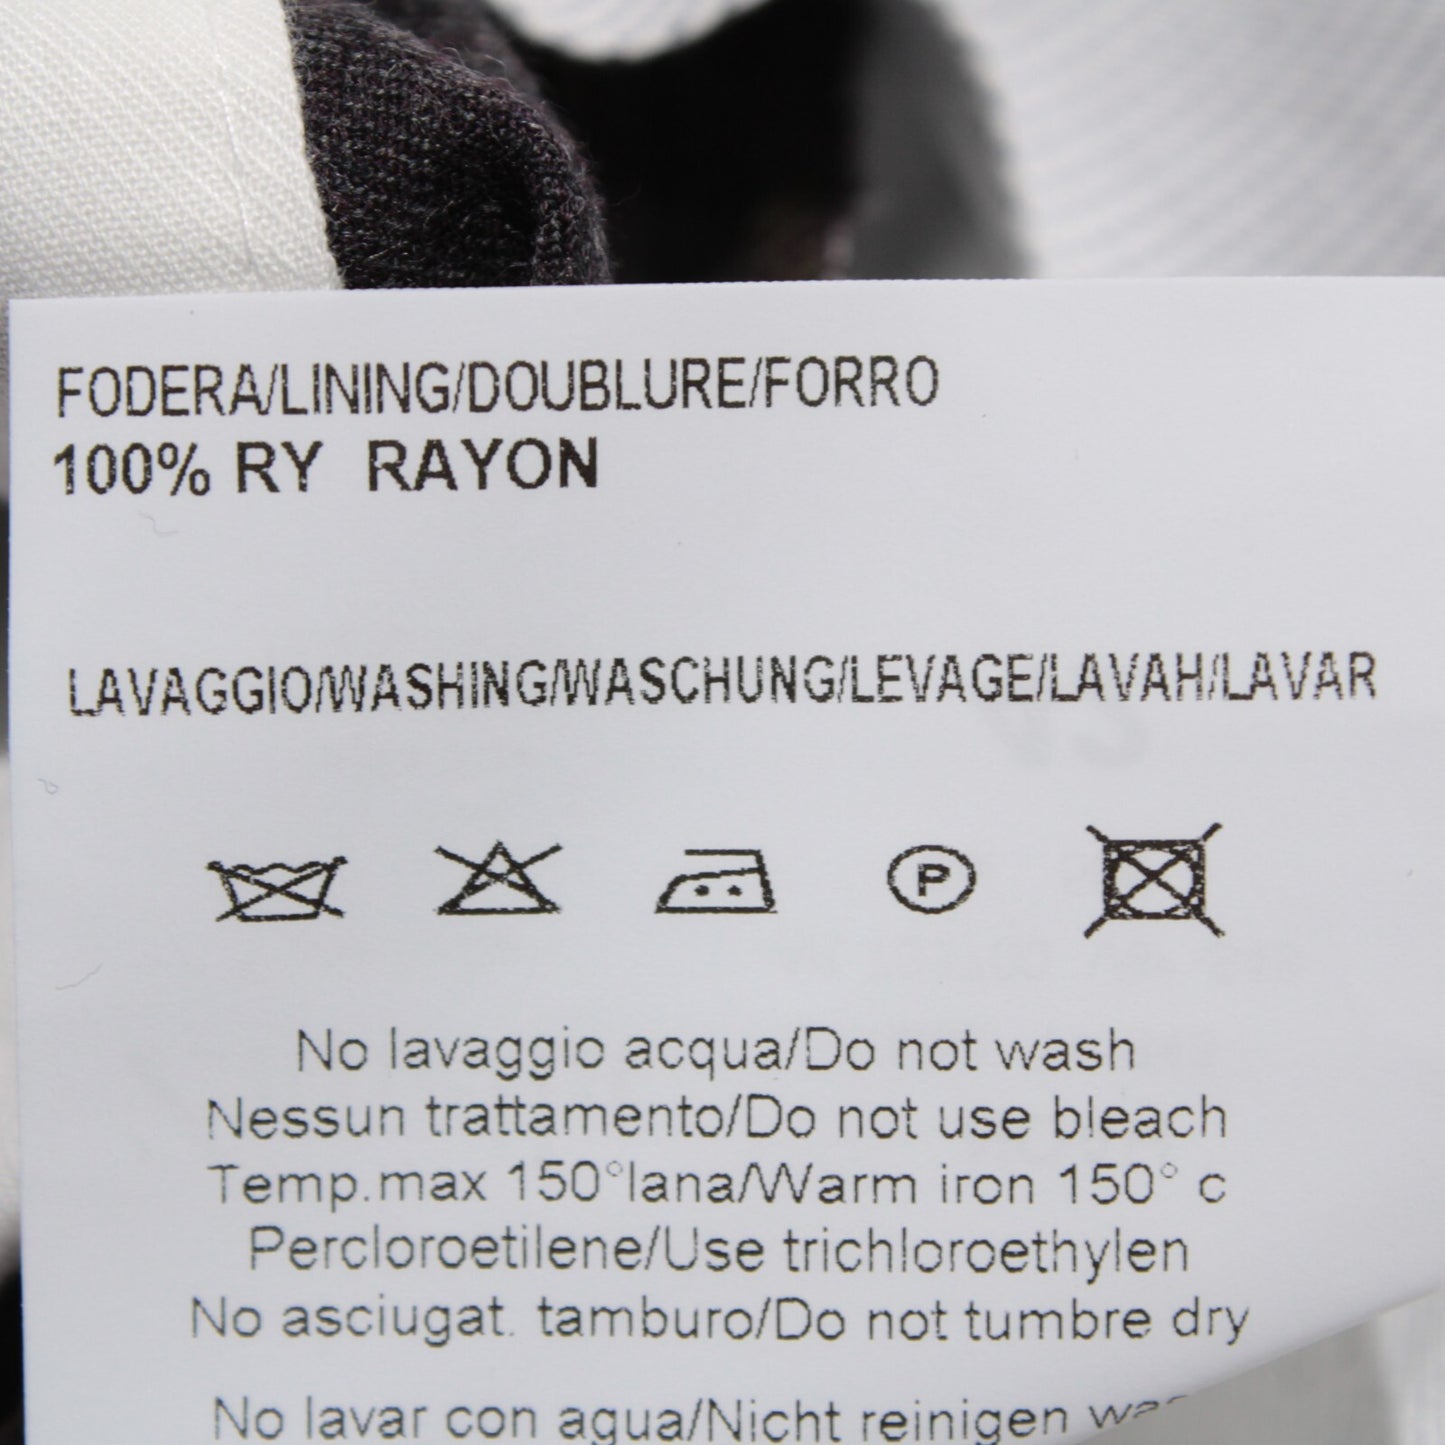 FODERA/LINING/DOUBLURE/FORRO
100% RY RAYON
LAVAGGIO/WASHING/WASCHUNG/LEVAGE/LAVAH/LAVAR
P
No lavaggio acqua/Do not wash
Nessun trattamento/Do not use bleach
Temp.max 150°lana/Warm iron 150° c
Percloroetilene/Use trichloroethylen
No asciugat. tamburo/Do not tumbre dry
No lavar con agua/Nicht reinigen